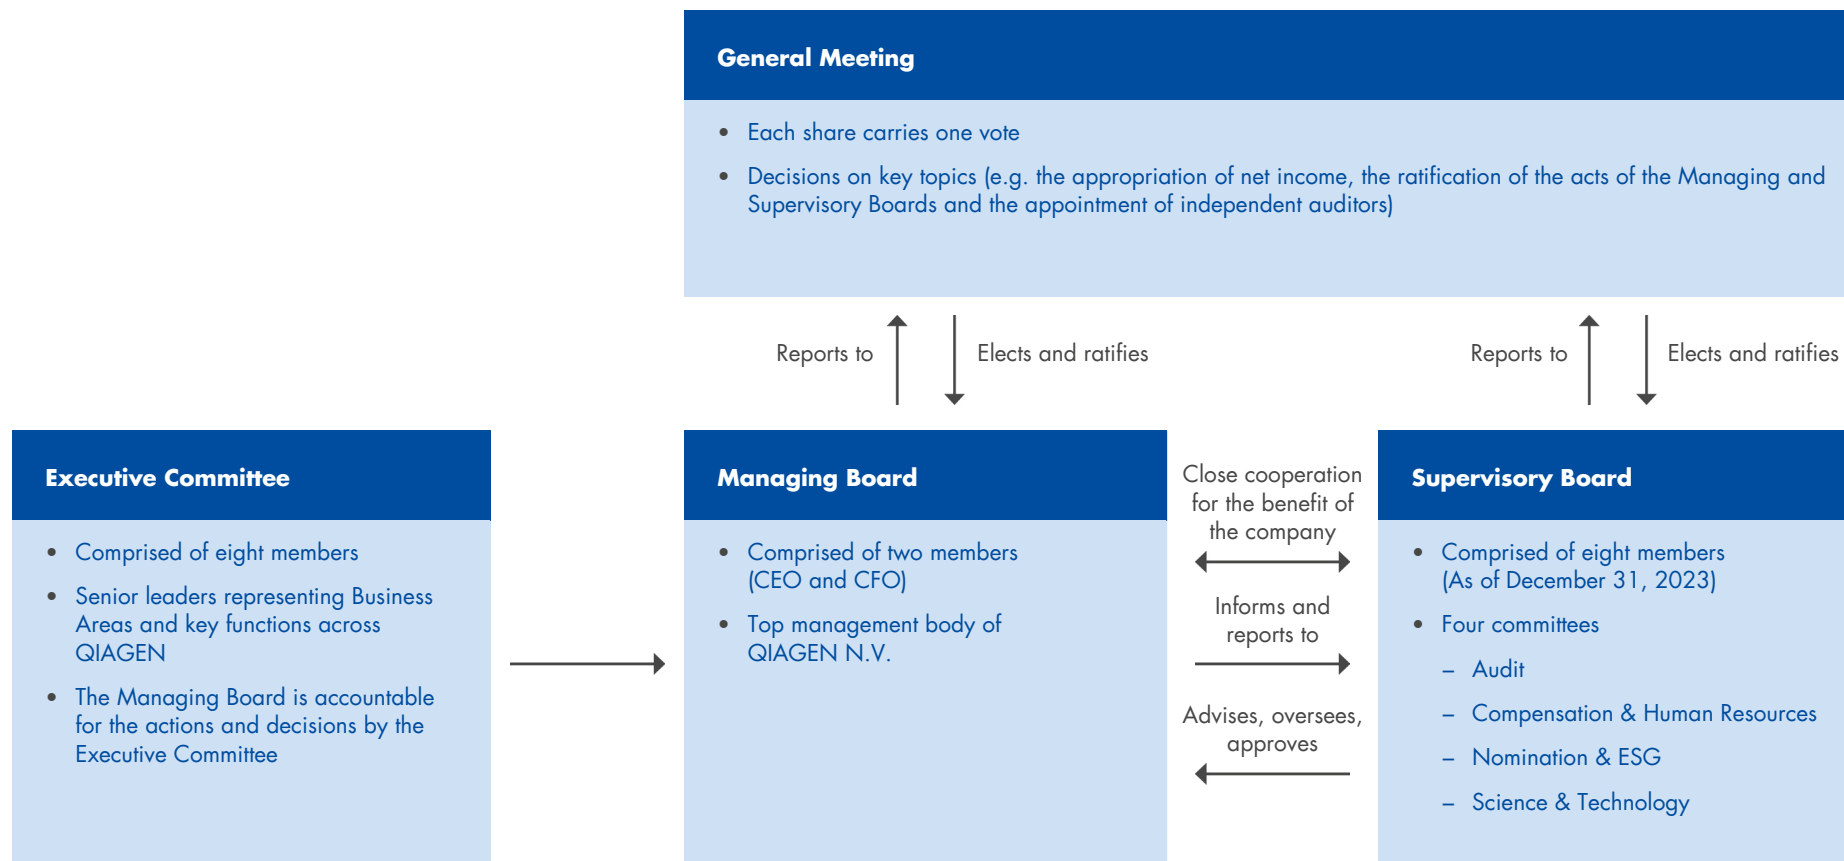 General Meeting
• Each share carries one vote
• Decisions on key topics (e.g. the appropriation of net income, the ratification of the acts of the Managing and
Supervisory Boards and the appointment of independent auditors)
Reports to
Elects and ratifies
Reports to
Elects and ratifies
Executive Committee
• Comprised of eight members
• Senior leaders representing Business
Areas and key functions across
QIAGEN
• The Managing Board is accountable
for the actions and decisions by the
Executive Committee
Managing Board
• Comprised of two members
(CEO and CFO)
• Top management body of
QIAGEN N.V.
Close cooperation
for the benefit of
the company
Informs and
reports to
Advises, oversees,
approves
Supervisory Board
• Comprised of eight members
(As of December 31, 2023)
• Four committees
– Audit
– Compensation & Human Resources
– Nomination & ESG
– Science & Technology